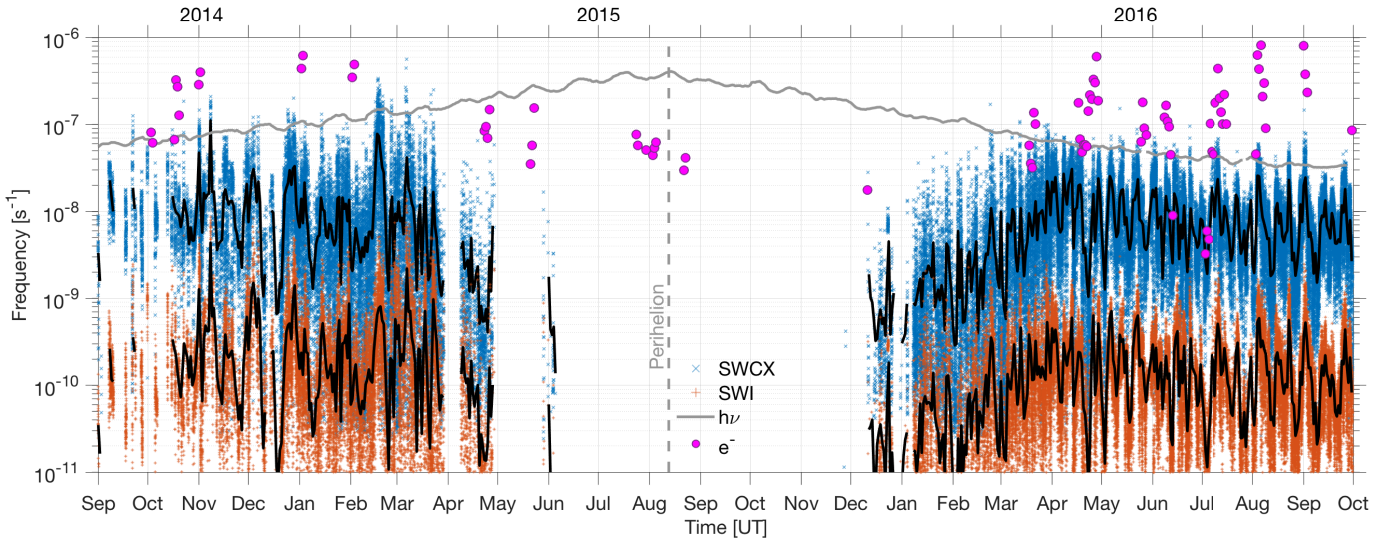 2014 2015 2016
10-6
10-7
10-8
10-9
10-10
10-11
Frequency [s-1]
Perihelion
SWCX
SWI
hν
e-
Sep Oct Nov Dec Jan Feb Mar Apr May Jun Jul Aug Sep Oct Nov Dec Jan Feb Mar Apr May Jun Jul Aug Sep Oct
Time [UT]